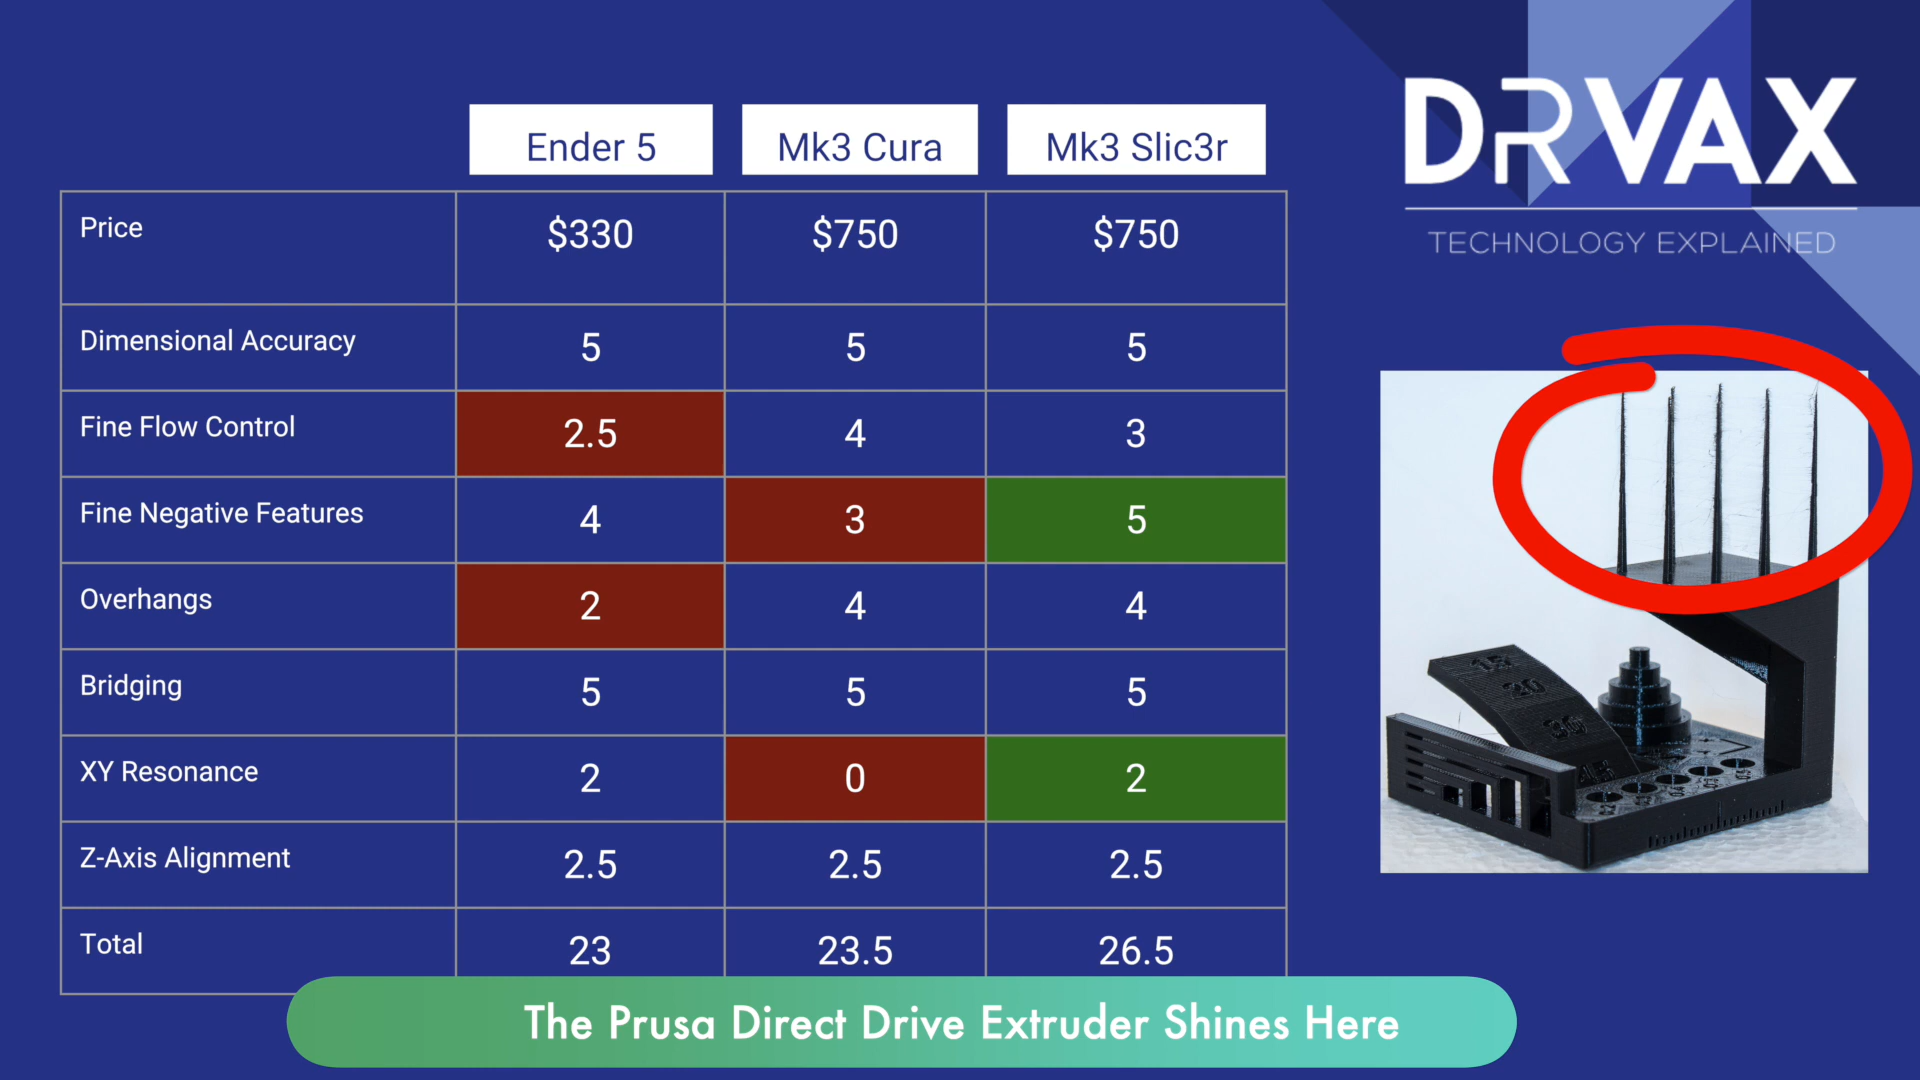 DRVAX
TECHNOLOGY EXPLAINED
Ender 5 Mk3 Cura Mk3 Slic3r
Price $330 $750 $750
Dimensional Accuracy 5 5 5
Fine Flow Control 2.5 4 3
Fine Negative Features 4 3 5
Overhangs 2 4 4
Bridging 5 5 5
XY Resonance 2 0 2
Z-Axis Alignment 2.5 2.5 2.5
Total 23 23.5 26.5
15
20
30
The Prusa Direct Drive Extruder Shines Here